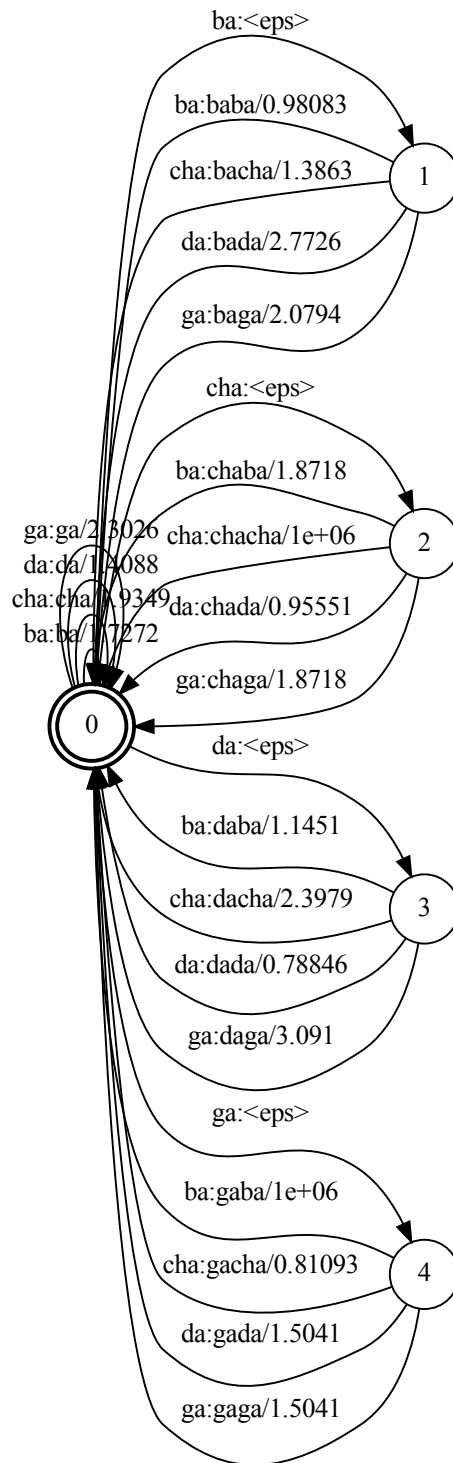 ba:<eps>
ba:baba/0.98083
1
cha:bacha/1.3863
da:bada/2.7726
ga:baga/2.0794
cha:<eps>
ba:chaba/1.8718
ga:ga/2.3026
cha:chacha/1e+06
2
da:da/1.4088
cha:cha/1.9349
da:chada/0.95551
ba:ba/1.7272
ga:chaga/1.8718
0
da:<eps>
ba:daba/1.1451
3
cha:dacha/2.3979
da:dada/0.78846
ga:daga/3.091
ga:<eps>
ba:gaba/1e+06
4
cha:gacha/0.81093
da:gada/1.5041
ga:gaga/1.5041